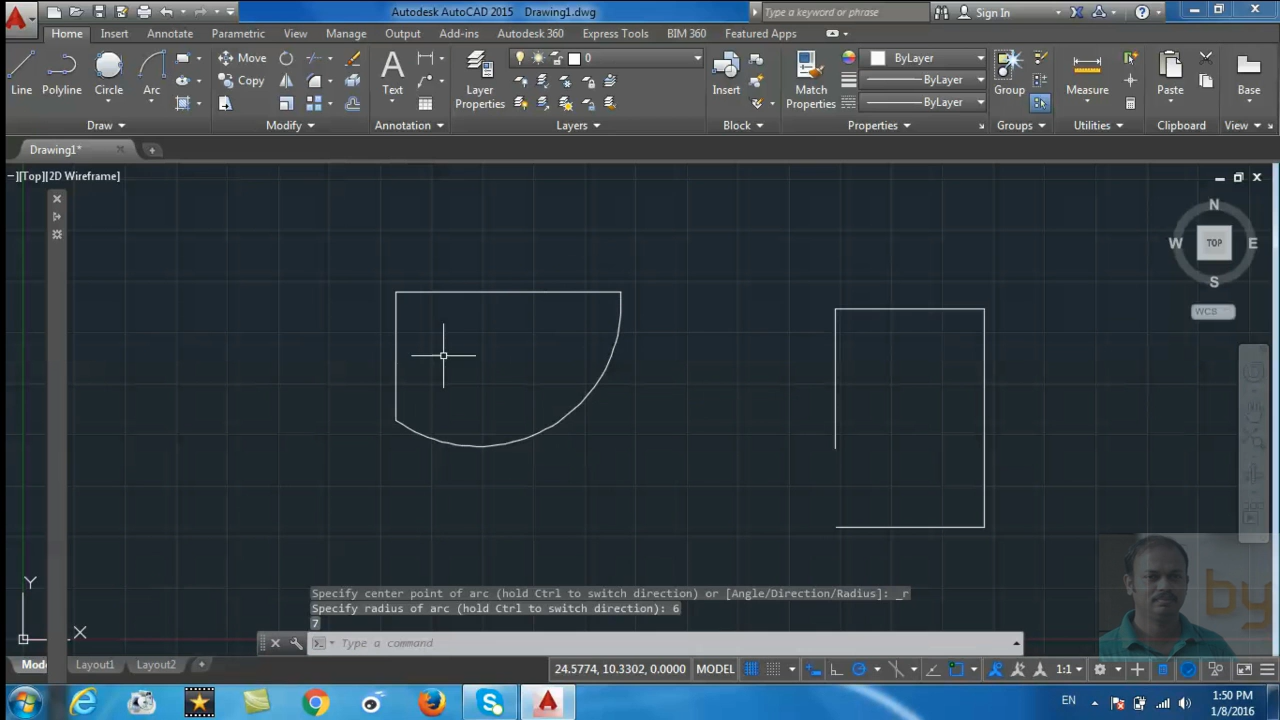 Autodesk AutoCAD 2015 Drawing1.dwg
Type a keyword or phrase
Sign In
Home Insert Annotate Parametric View Manage Output Add-ins Autodesk 360 Express Tools BIM 360 Featured Apps
Line Polyline Circle Arc
Move
Copy
Text
Layer
Properties
0
Insert
Match
Properties
ByLayer
ByLayer
ByLayer
Group
Measure
Paste
Base
Draw Modify Annotation Layers Block Properties Groups Utilities Clipboard View
Drawing1*
−][Top][2D Wireframe]
N
W TOP E
S
WCS
Y
X
by
Specify center point of arc (hold Ctrl to switch direction) or [Angle/Direction/Radius]: _r
Specify radius of arc (hold Ctrl to switch direction): 6
7
Type a command
Mode Layout1 Layout2
24.5774, 10.3302, 0.0000 MODEL 1:1
EN
1:50 PM
1/8/2016